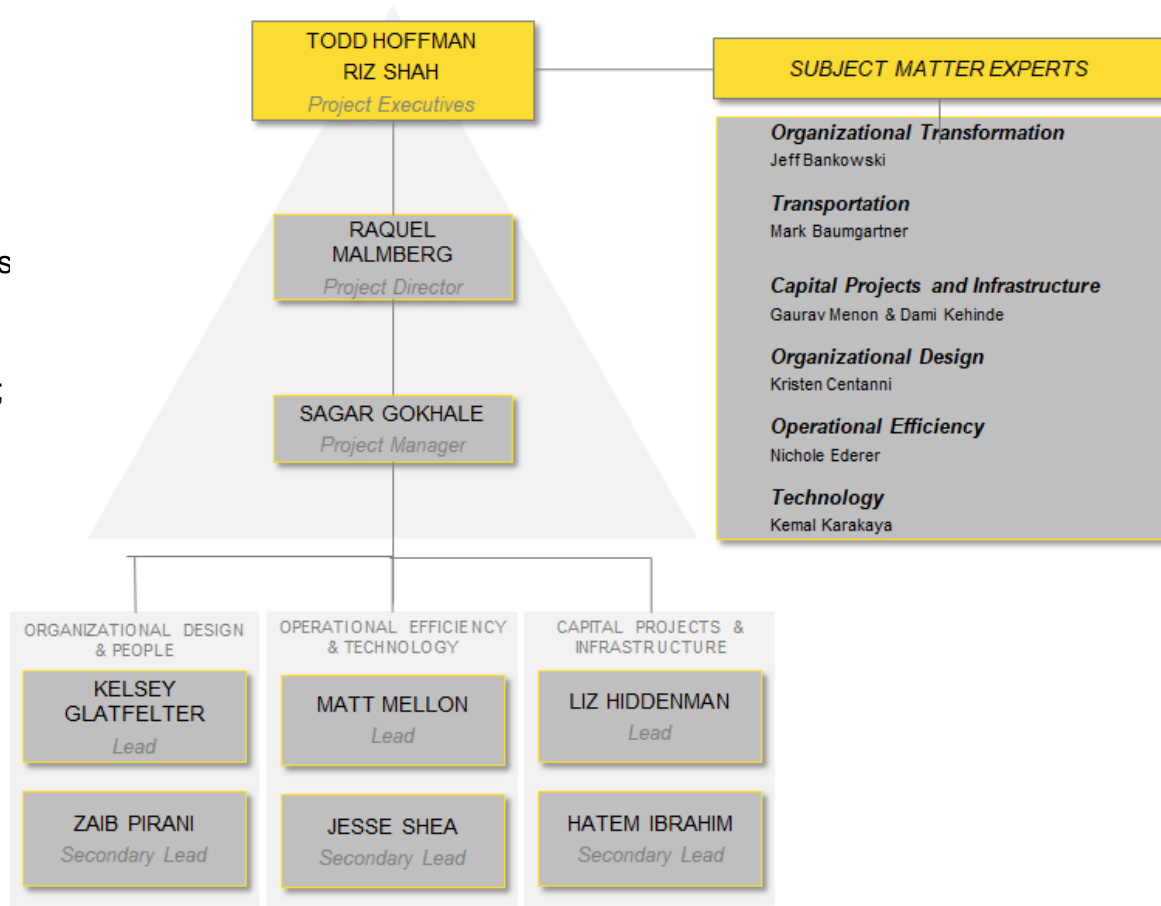 TODD HOFFMAN
RIZ SHAH
Project Executives
SUBJECT MATTER EXPERTS
Organizational Transformation
Jeff Bankowski
Transportation
Mark Baumgartner
Capital Projects and Infrastructure
Gaurav Menon & Dami Kehinde
Organizational Design
Kristen Centanni
Operational Efficiency
Nichole Ederer
Technology
Kemal Karakaya
RAQUEL
MALMBERG
Project Director
s
;
SAGAR GOKHALE
Project Manager
ORGANIZATIONAL DESIGN
& PEOPLE
KELSEY
GLATFELTER
Lead
ZAIB PIRANI
Secondary Lead
OPERATIONAL EFFICIENCY
& TECHNOLOGY
MATT MELLON
Lead
JESSE SHEA
Secondary Lead
CAPITAL PROJECTS &
INFRASTRUCTURE
LIZ HIDDENMAN
Lead
HATEM IBRAHIM
Secondary Lead